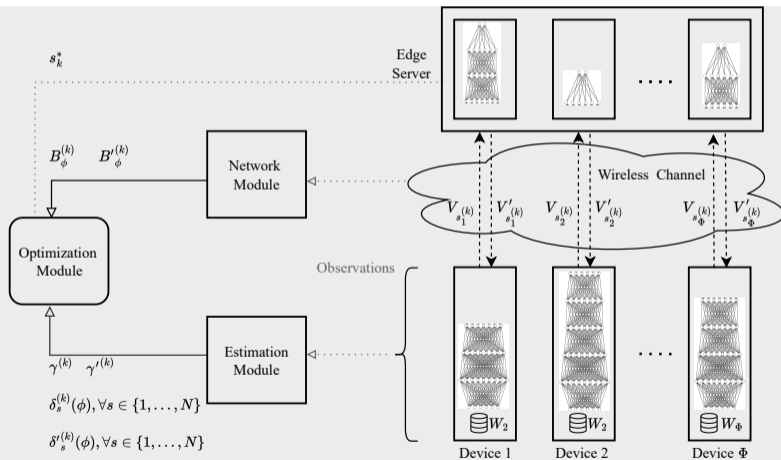 s*_k
Edge
Server
B_ϕ^(k) B'_ϕ^(k)
Network
Module
Wireless Channel
V_{s_1^(k)} V'_{s_1^(k)} V_{s_2^(k)} V'_{s_2^(k)} V_{s_Φ^(k)} V'_{s_Φ^(k)}
Optimization
Module
Observations
Estimation
Module
γ^(k) γ'^(k)
δ_s^(k)(ϕ), ∀s ∈ {1, . . . , N}
δ'_s^(k)(ϕ), ∀s ∈ {1, . . . , N}
W_2 W_2 W_Φ
Device 1 Device 2 Device Φ